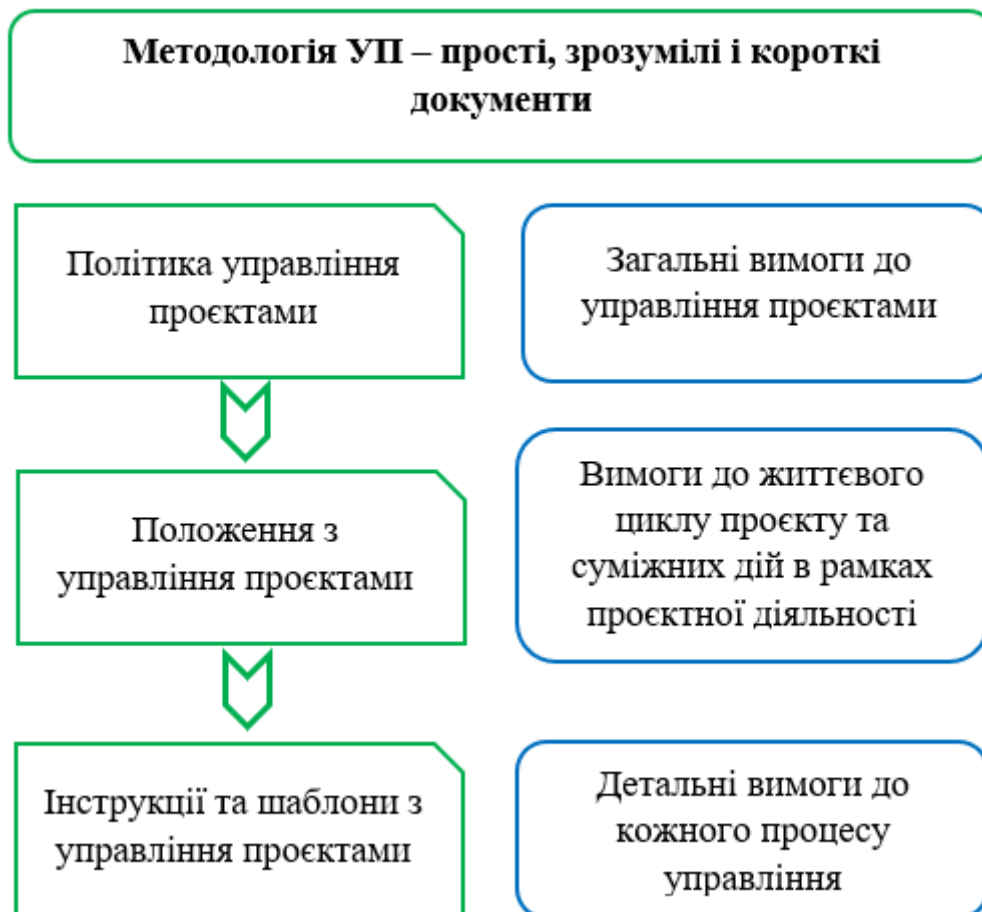 Методологія УП – прості, зрозумілі і короткі
документи
Політика управління
проєктами
Загальні вимоги до
управління проєктами
Положення з
управління проєктами
Вимоги до життєвого
циклу проєкту та
суміжних дій в рамках
проєктної діяльності
Інструкції та шаблони з
управління проєктами
Детальні вимоги до
кожного процесу
управління